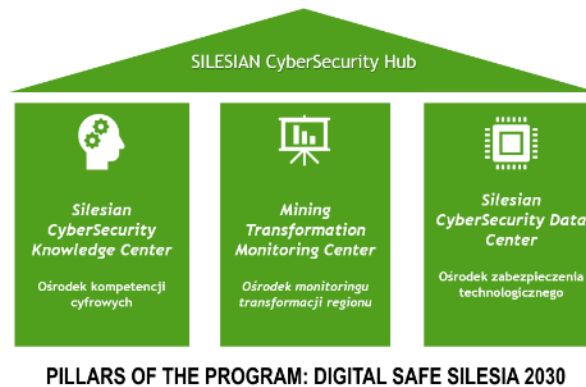 SILESIAN CyberSecurity Hub
Silesian
CyberSecurity
Knowledge Center
Ośrodek kompetencji
cyfrowych
Mining
Transformation
Monitoring Center
Ośrodek monitoringu
transformacji regionu
Silesian
CyberSecurity Data
Center
Ośrodek zabezpieczenia
technologicznego
PILLARS OF THE PROGRAM: DIGITAL SAFE SILESIA 2030